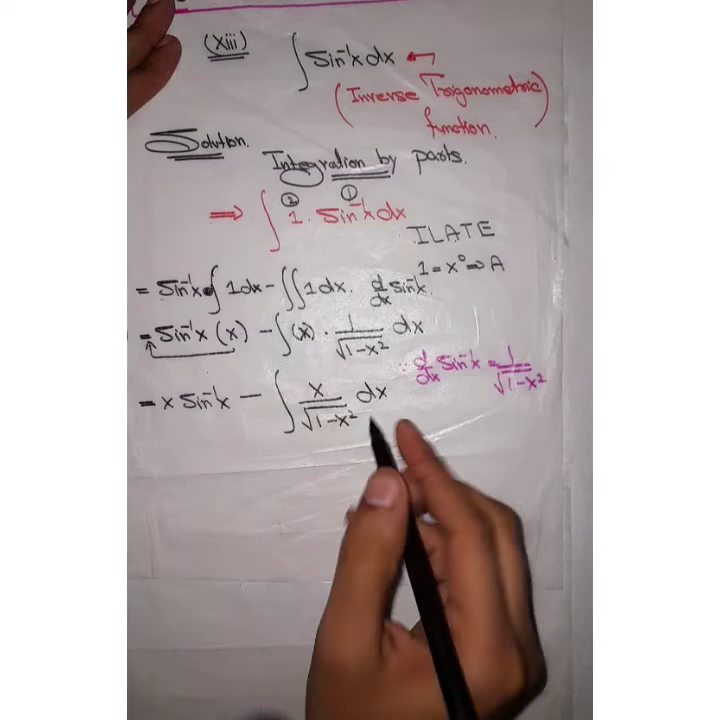 (xiii) ∫ Sin⁻¹x dx ←
(Inverse Trigonometric function.)
Solution.
Integration by parts.
② ①
⇒ ∫ 1. Sin⁻¹x dx
ILATE
1 = x⁰ ⇒ A
= Sin⁻¹x ∫ 1dx - ∫∫ 1dx. d/dx Sin⁻¹x.
= Sin⁻¹x (x) - ∫(x) · 1/√(1-x²) dx
∵ d/dx Sin⁻¹x = 1/√(1-x²)
= x Sin⁻¹x - ∫ x/√(1-x²) dx